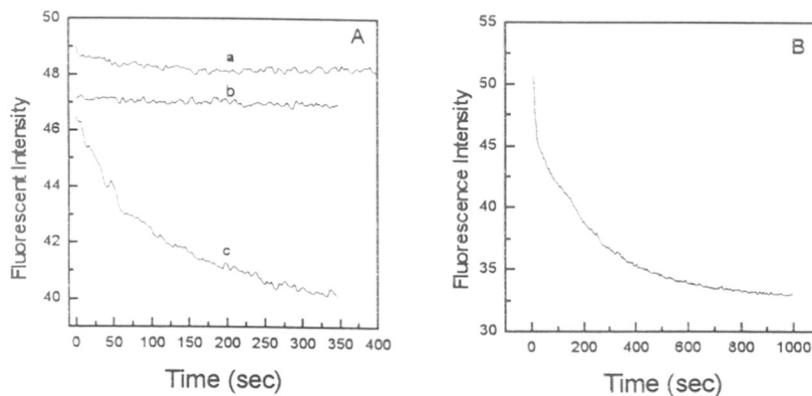 A
50
48
46
44
42
40
Fluorescent Intensity
a
b
c
0 50 100 150 200 250 300 350 400
Time (sec)
B
55
50
45
40
35
30
Fluorescence Intensity
0 200 400 600 800 1000
Time (sec)